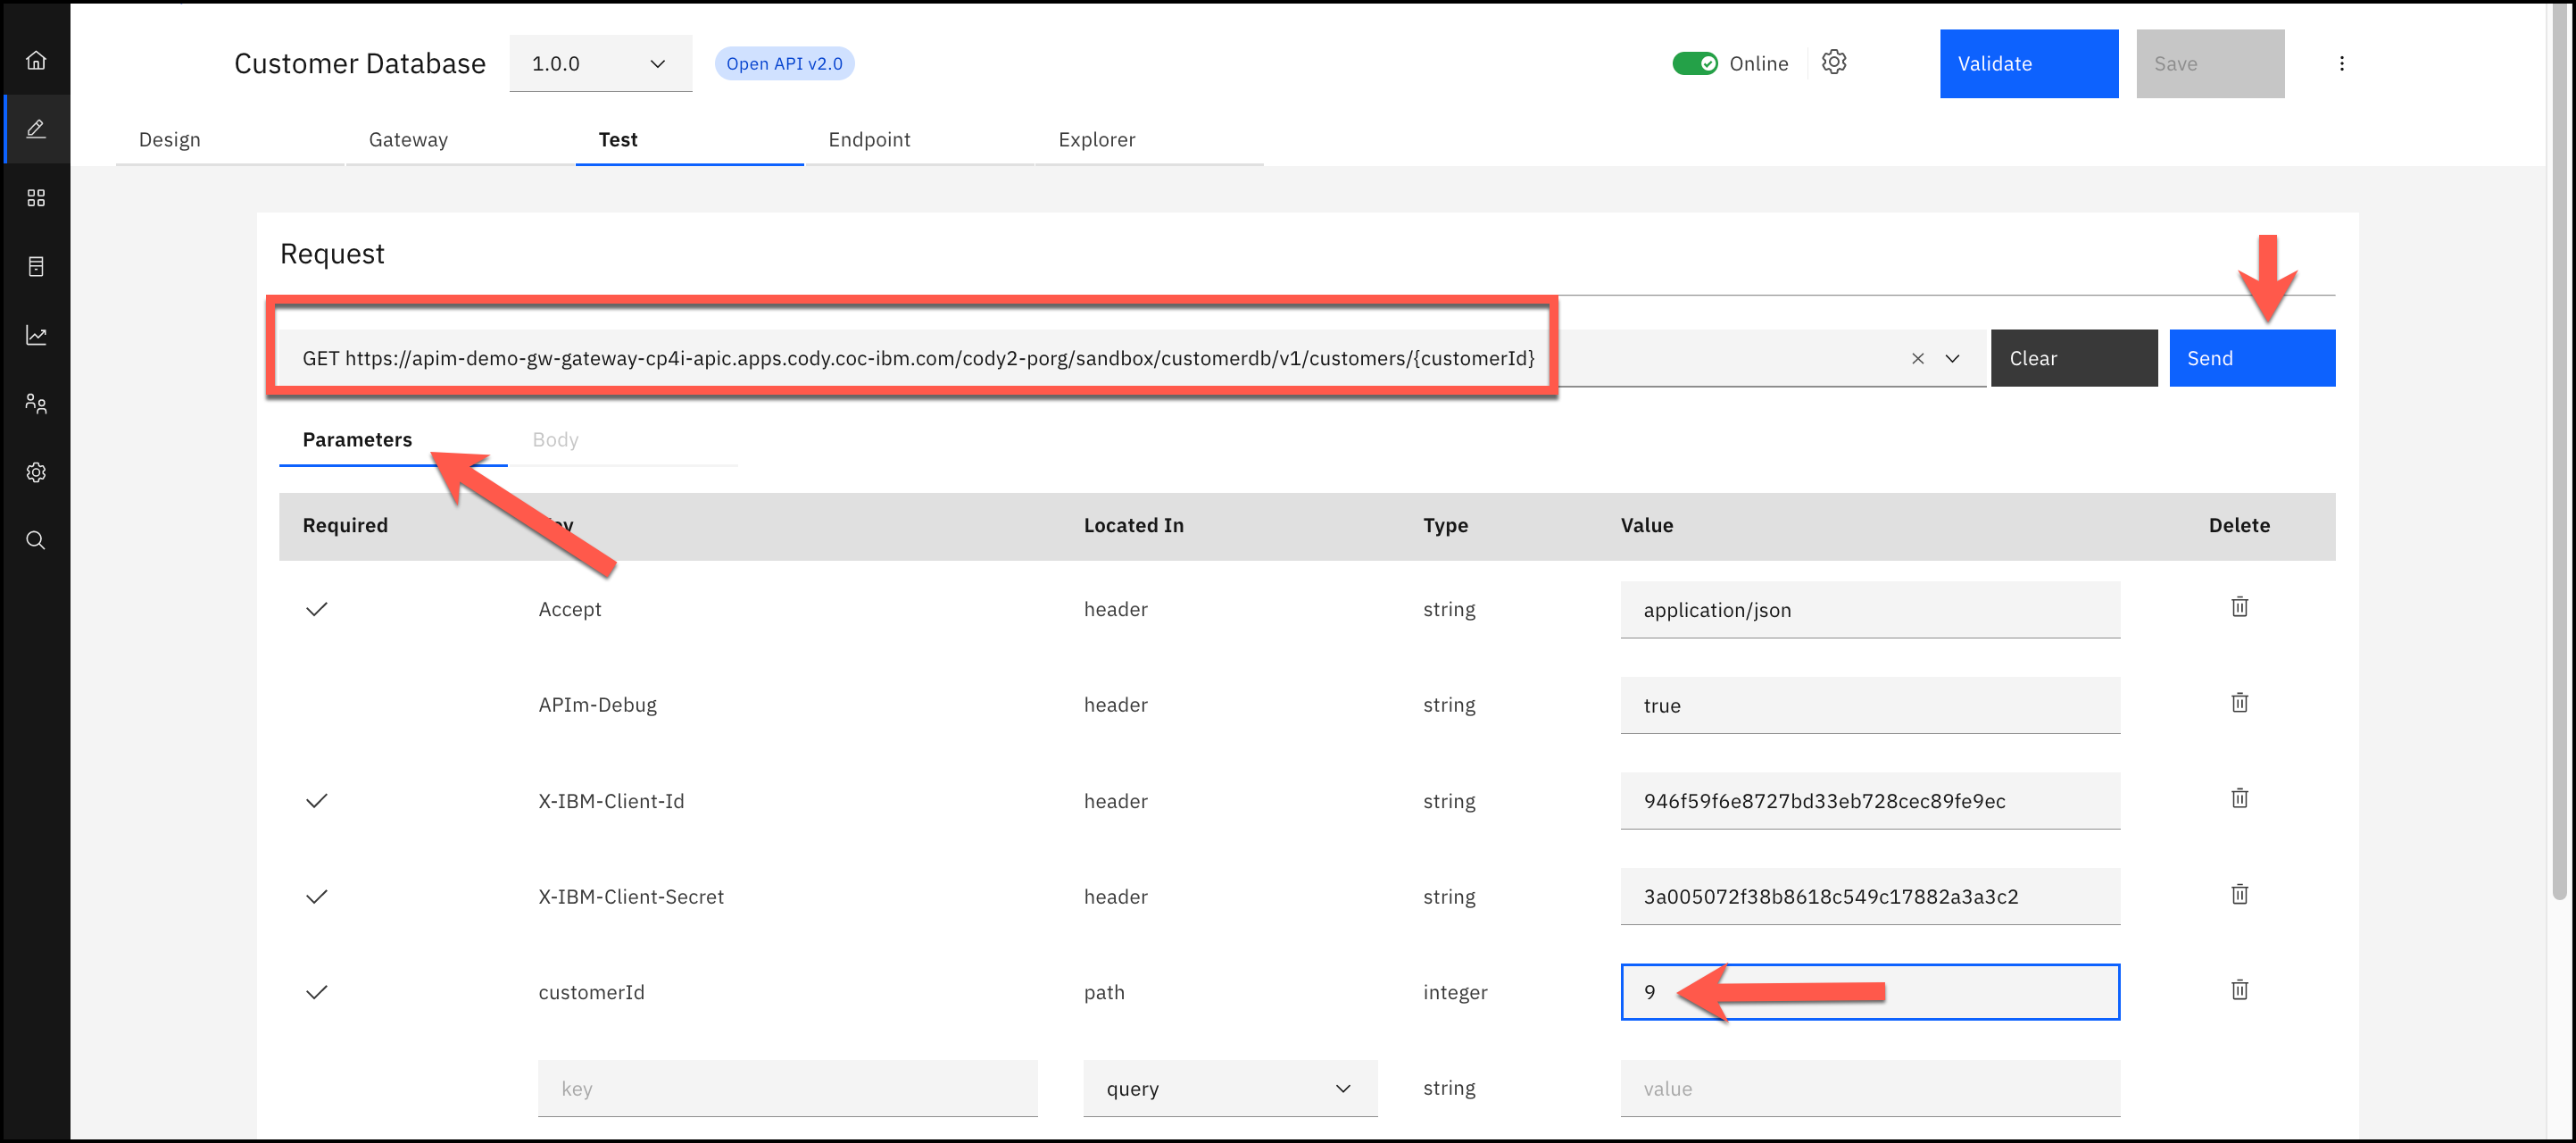 Customer Database 1.0.0 Open API v2.0 Online Validate Save
Design Gateway Test Endpoint Explorer
Request
GET https://apim-demo-gw-gateway-cp4i-apic.apps.cody.coc-ibm.com/cody2-porg/sandbox/customerdb/v1/customers/{customerId} Clear Send
Parameters Body
Required Located In Type Value Delete
Accept header string application/json
APIm-Debug header string true
X-IBM-Client-Id header string 946f59f6e8727bd33eb728cec89fe9ec
X-IBM-Client-Secret header string 3a005072f38b8618c549c17882a3a3c2
customerId path integer 9
key query string value